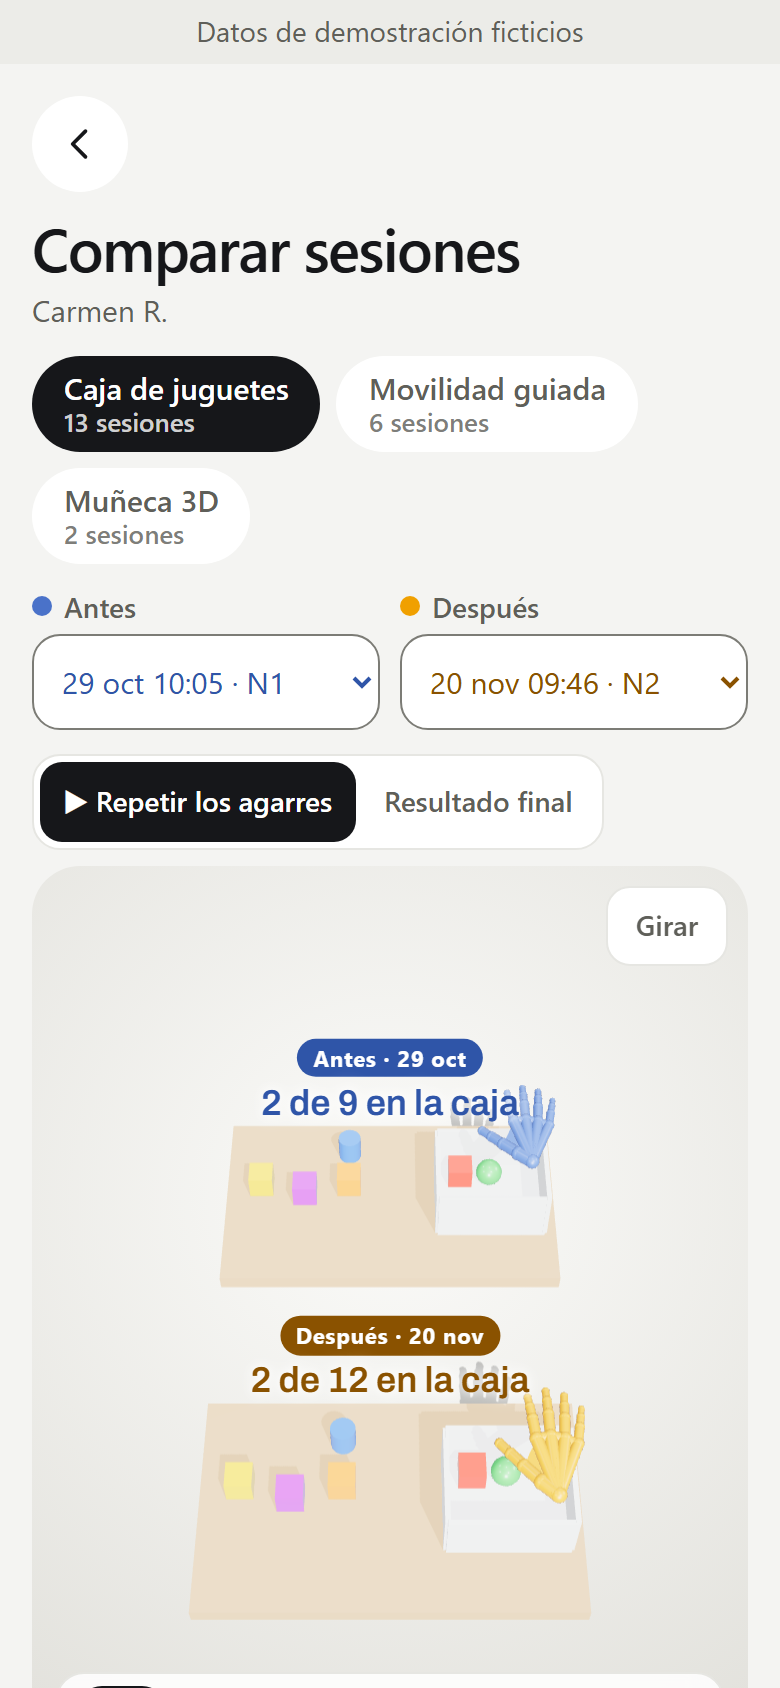 Datos de demostración ficticios
Comparar sesiones
Carmen R.
Caja de juguetes
13 sesiones
Movilidad guiada
6 sesiones
Muñeca 3D
2 sesiones
Antes
Después
29 oct 10:05 · N1
20 nov 09:46 · N2
▶ Repetir los agarres
Resultado final
Girar
Antes · 29 oct
2 de 9 en la caja
Después · 20 nov
2 de 12 en la caja